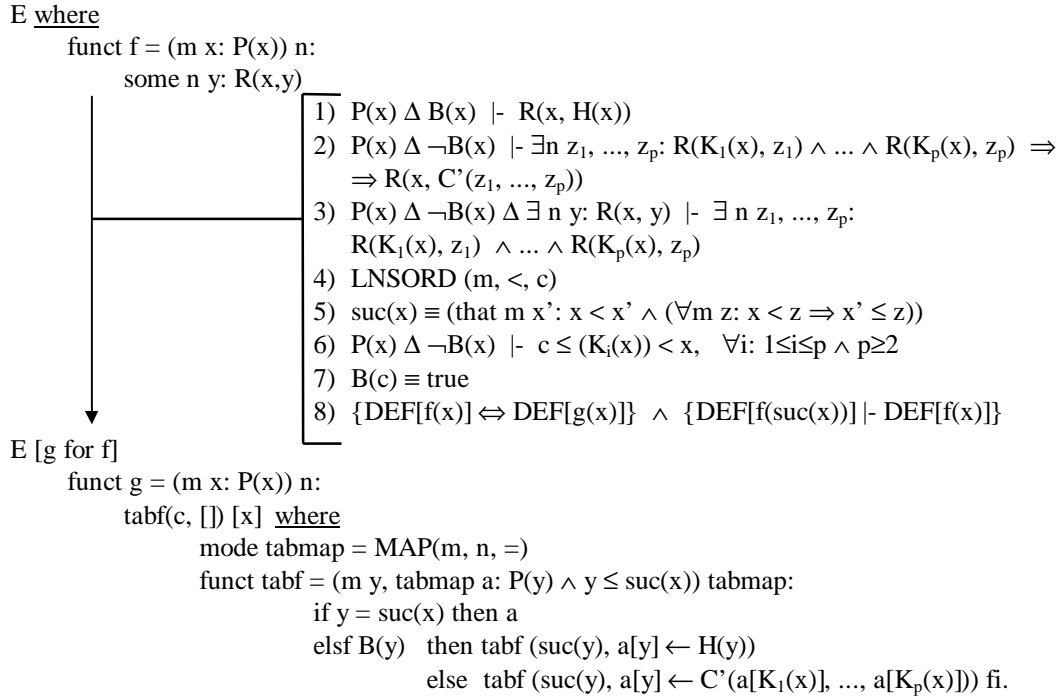 E where
funct f = (m x: P(x)) n:
some n y: R(x,y)
1) P(x) Δ B(x) |- R(x, H(x))
2) P(x) Δ ¬B(x) |- ∃n z₁, ..., zₚ: R(K₁(x), z₁) ∧ ... ∧ R(Kₚ(x), zₚ) ⇒
⇒ R(x, C’(z₁, ..., zₚ))
3) P(x) Δ ¬B(x) Δ ∃ n y: R(x, y) |- ∃ n z₁, ..., zₚ:
R(K₁(x), z₁) ∧ ... ∧ R(Kₚ(x), zₚ)
4) LNSORD (m, <, c)
5) suc(x) ≡ (that m x’: x < x’ ∧ (∀m z: x < z ⇒ x’ ≤ z))
6) P(x) Δ ¬B(x) |- c ≤ (Kᵢ(x)) < x, ∀i: 1≤i≤p ∧ p≥2
7) B(c) ≡ true
8) {DEF[f(x)] ⇔ DEF[g(x)]} ∧ {DEF[f(suc(x))] |- DEF[f(x)]}
E [g for f]
funct g = (m x: P(x)) n:
tabf(c, []) [x] where
mode tabmap = MAP(m, n, =)
funct tabf = (m y, tabmap a: P(y) ∧ y ≤ suc(x)) tabmap:
if y = suc(x) then a
elsf B(y) then tabf (suc(y), a[y] ← H(y))
else tabf (suc(y), a[y] ← C’(a[K₁(x)], ..., a[Kₚ(x)])) fi.